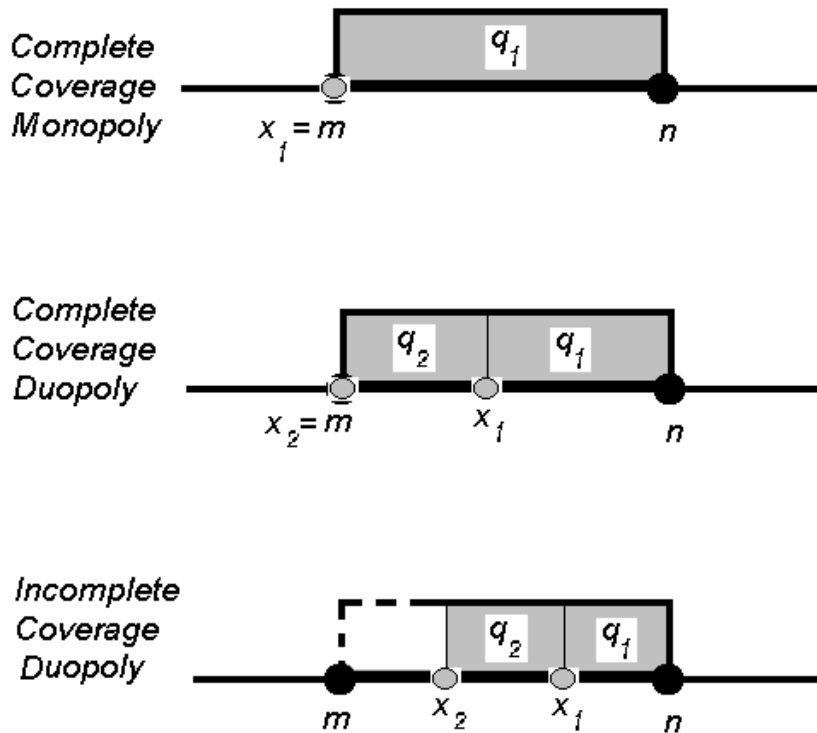 Complete
Coverage
Monopoly
q1
x1 = m
n
Complete
Coverage
Duopoly
q2
q1
x2 = m
x1
n
Incomplete
Coverage
Duopoly
q2
q1
m
x2
x1
n